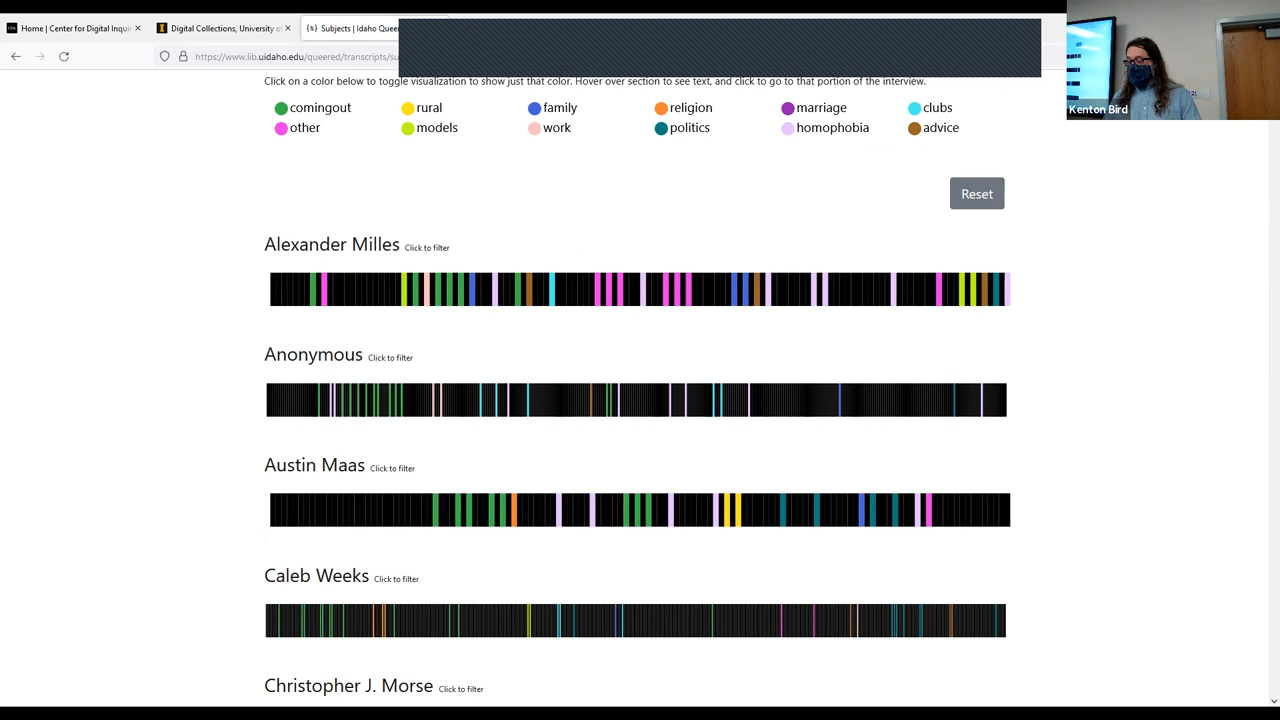 Home | Center for Digital Inqui
Digital Collections, University o
{%} Subjects | Idaho Queer
https://www.lib.uidaho.edu/queered/transcripts/su
Click on a color below to toggle visualization to show just that color. Hover over section to see text, and click to go to that portion of the interview.
comingout rural family religion marriage clubs
other models work politics homophobia advice
Reset
Alexander Milles Click to filter
Anonymous Click to filter
Austin Maas Click to filter
Caleb Weeks Click to filter
Christopher J. Morse Click to filter
Kenton Bird